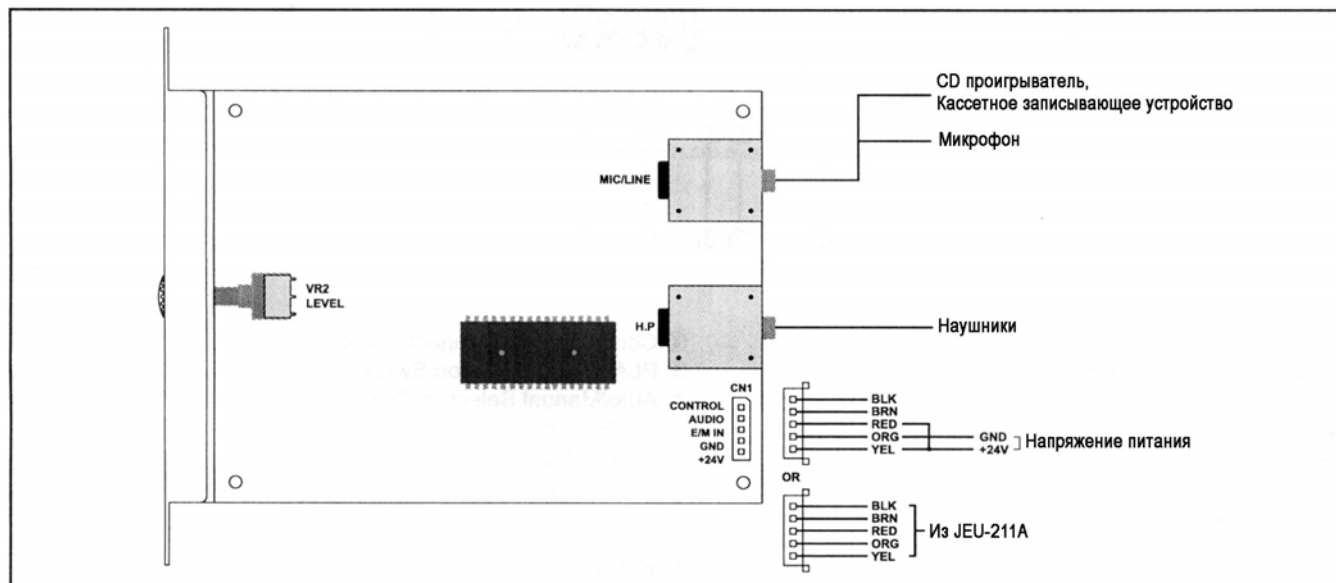 CD проигрыватель,
Кассетное записывающее устройство
Микрофон
MIC/LINE
VR2
LEVEL
H.P
Наушники
CN1
CONTROL
AUDIO
E/M IN
GND
+24V
BLK
BRN
RED
ORG
YEL
GND
+24V
Напряжение питания
OR
BLK
BRN
RED
ORG
YEL
Из JEU-211A